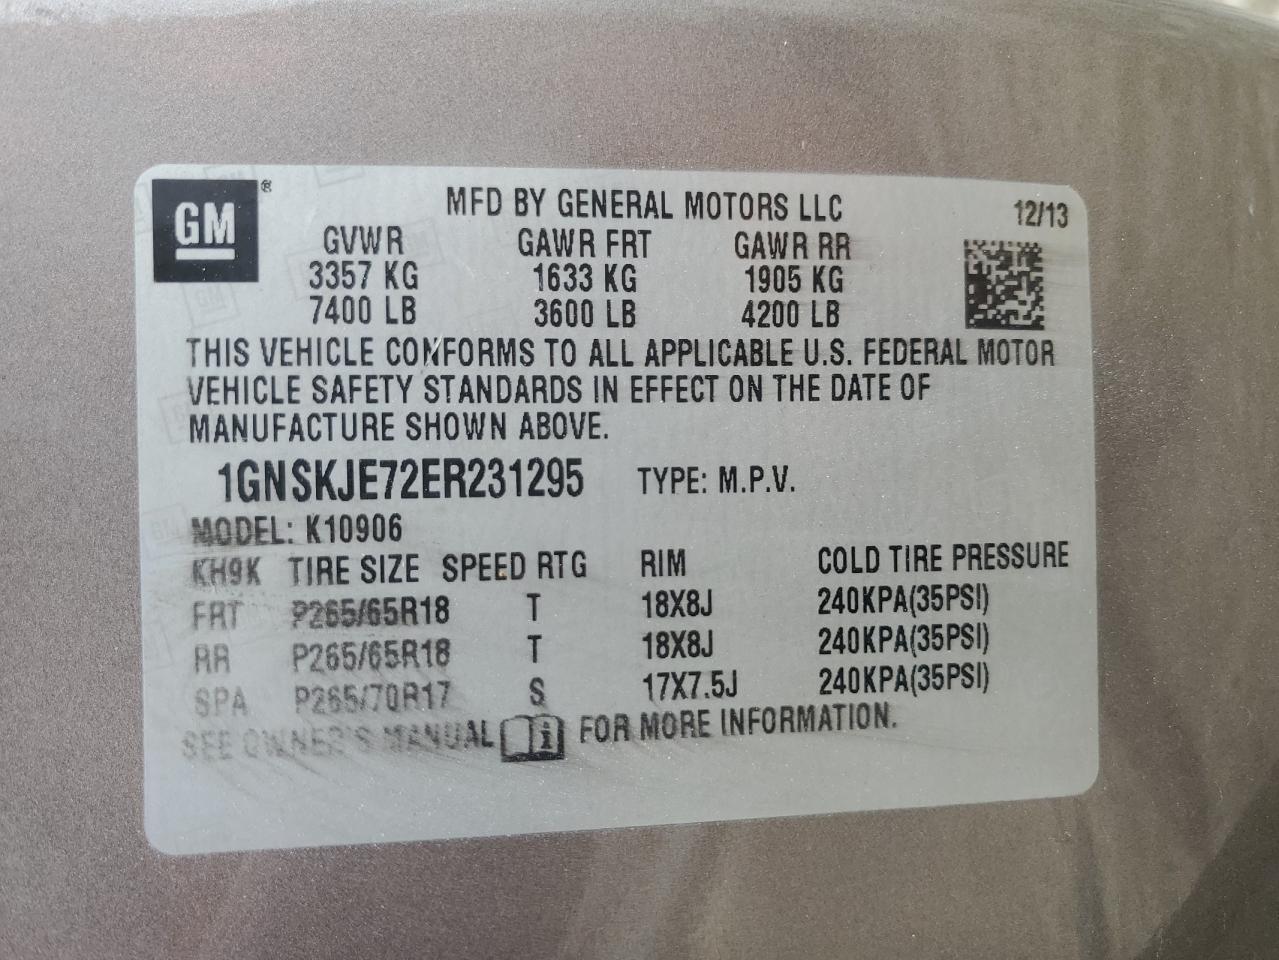 GM ®
MFD BY GENERAL MOTORS LLC 12/13
GVWR GAWR FRT GAWR RR
3357 KG 1633 KG 1905 KG
7400 LB 3600 LB 4200 LB
THIS VEHICLE CONFORMS TO ALL APPLICABLE U.S. FEDERAL MOTOR
VEHICLE SAFETY STANDARDS IN EFFECT ON THE DATE OF
MANUFACTURE SHOWN ABOVE.
1GNSKJE72ER231295 TYPE: M.P.V.
MODEL: K10906
KH9K TIRE SIZE SPEED RTG RIM COLD TIRE PRESSURE
FRT P265/65R18 T 18X8J 240KPA(35PSI)
RR P265/65R18 T 18X8J 240KPA(35PSI)
SPA P265/70R17 S 17X7.5J 240KPA(35PSI)
SEE OWNER'S MANUAL i FOR MORE INFORMATION.